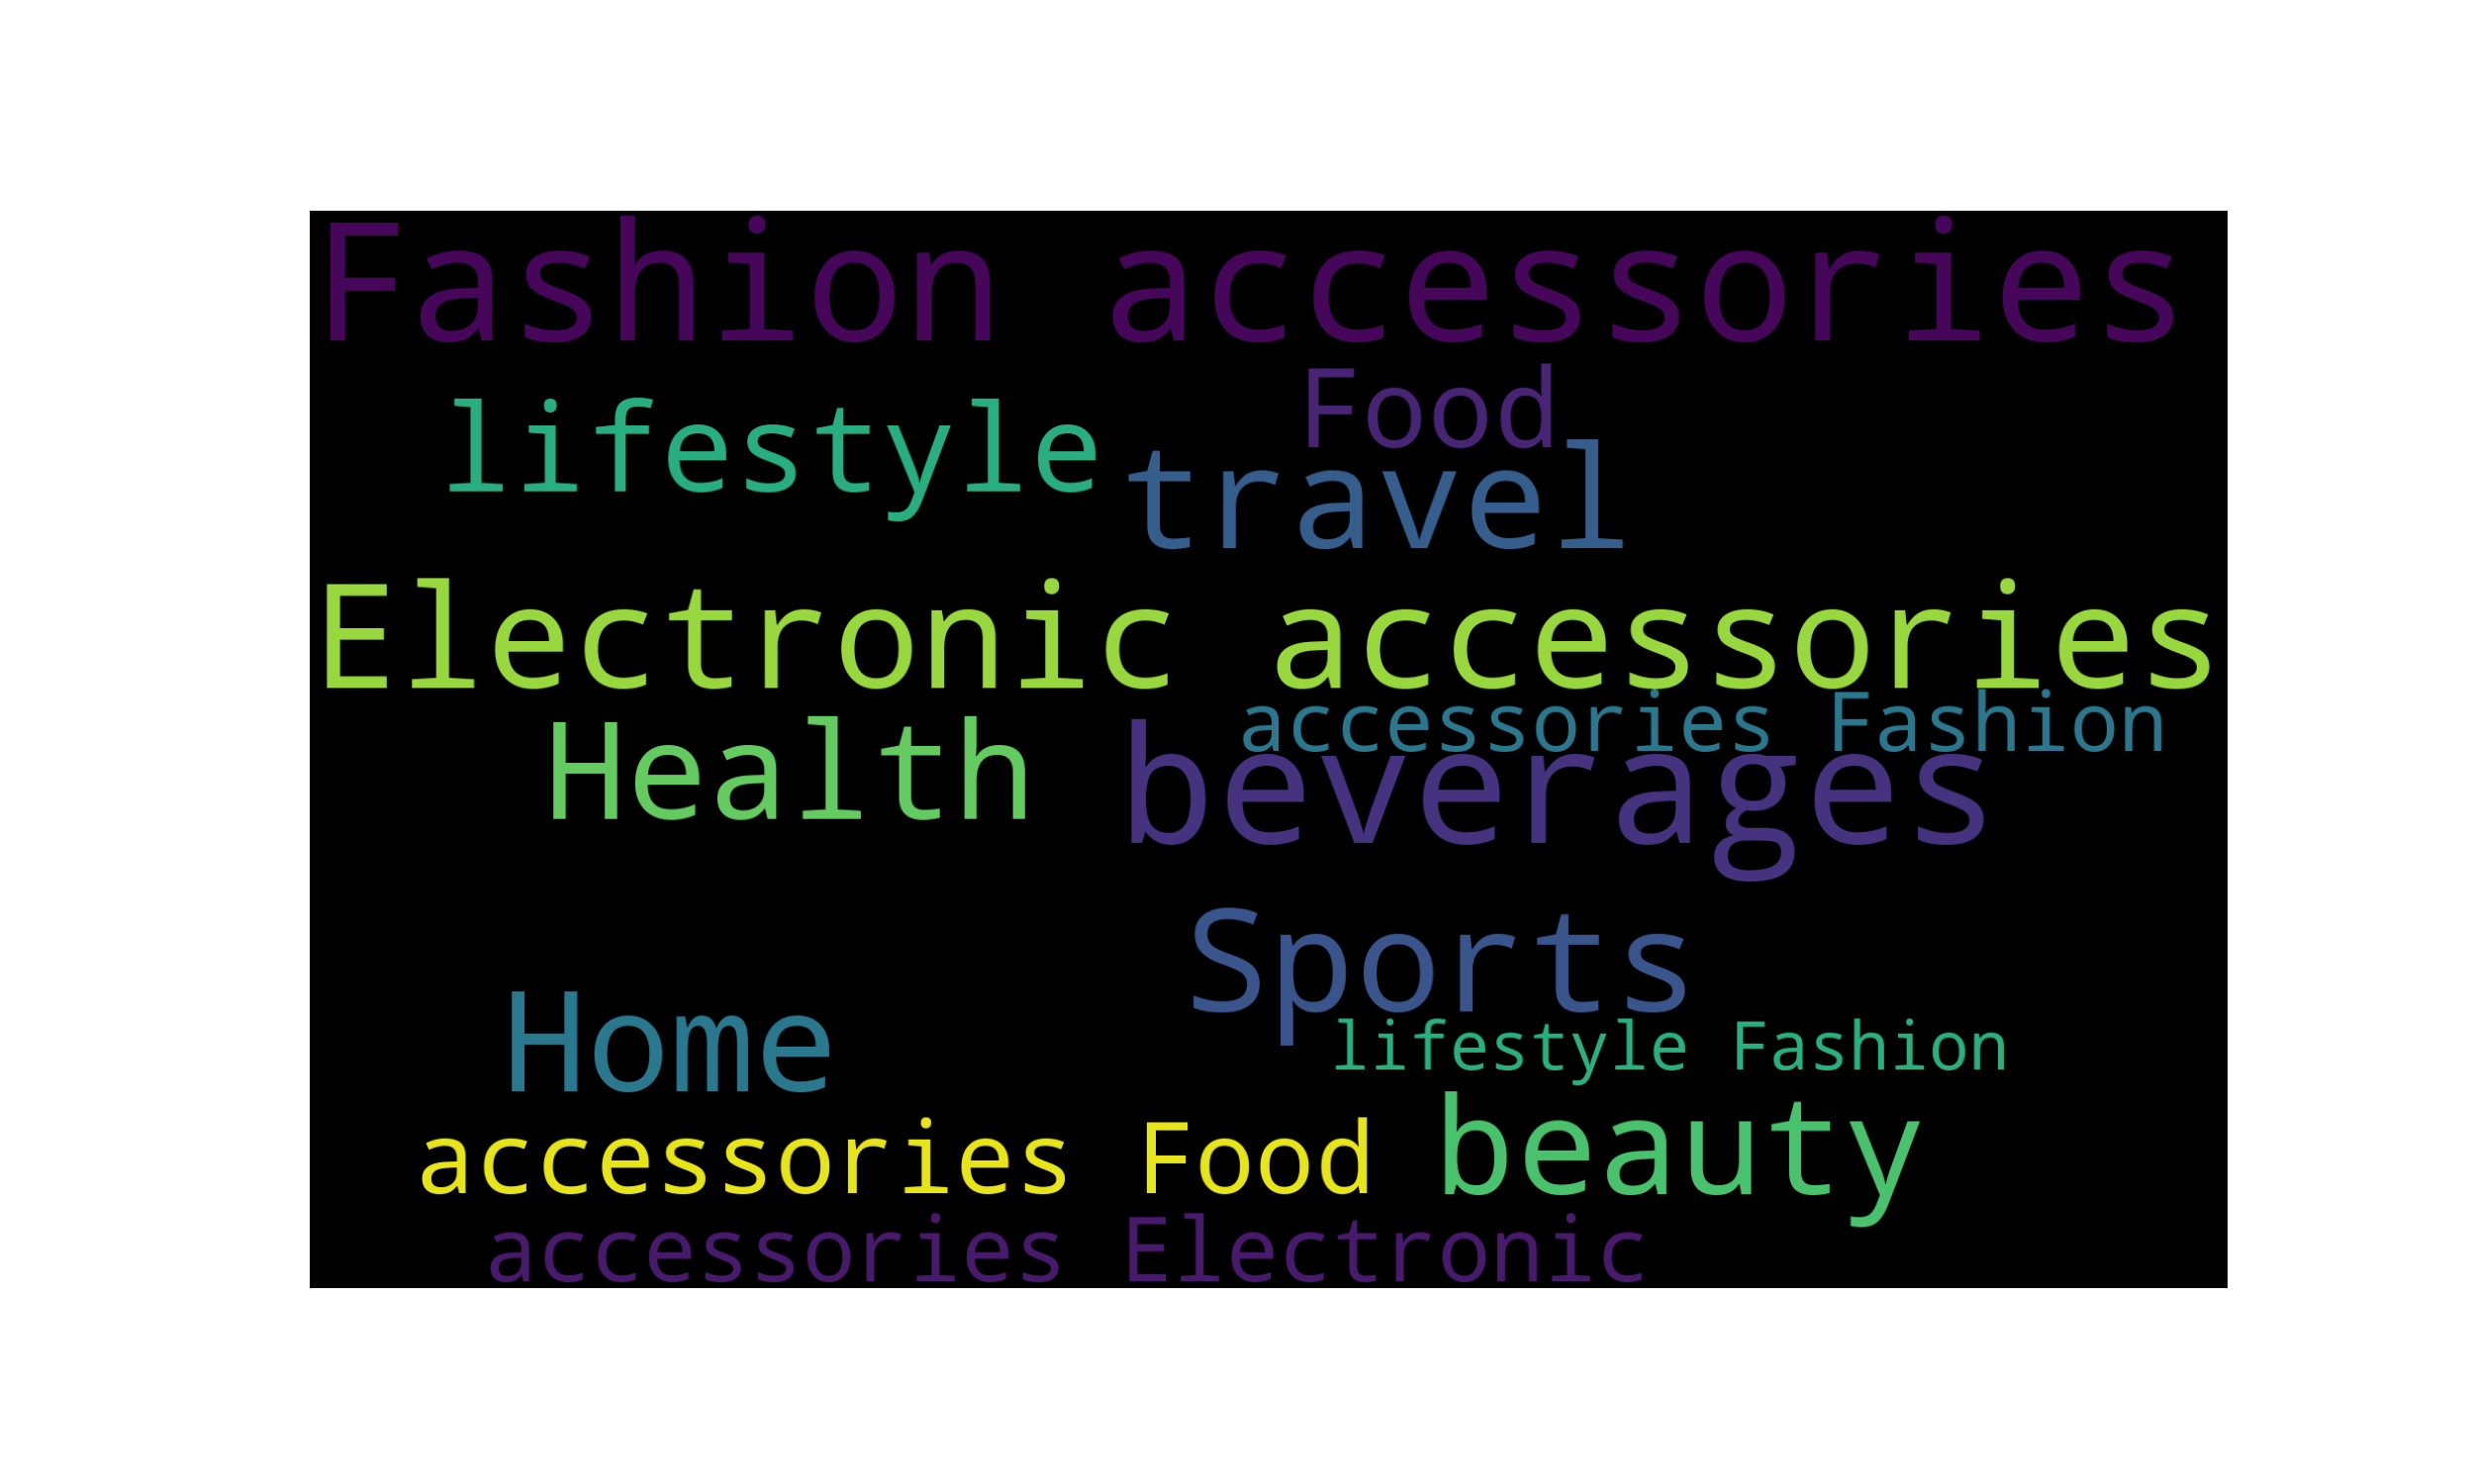 Fashion accessories
Food
lifestyle
travel
Electronic accessories
accessories Fashion
Health
beverages
Sports
Home
lifestyle Fashion
accessories Food
beauty
accessories Electronic